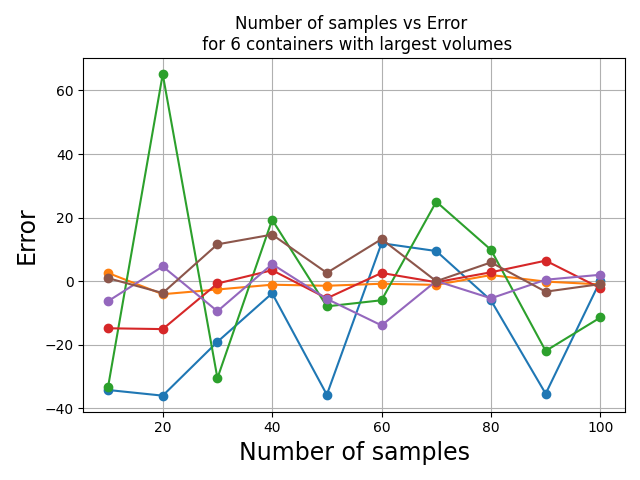 Number of samples vs Error
for 6 containers with largest volumes
Error
60
40
20
0
−20
−40
20 40 60 80 100
Number of samples